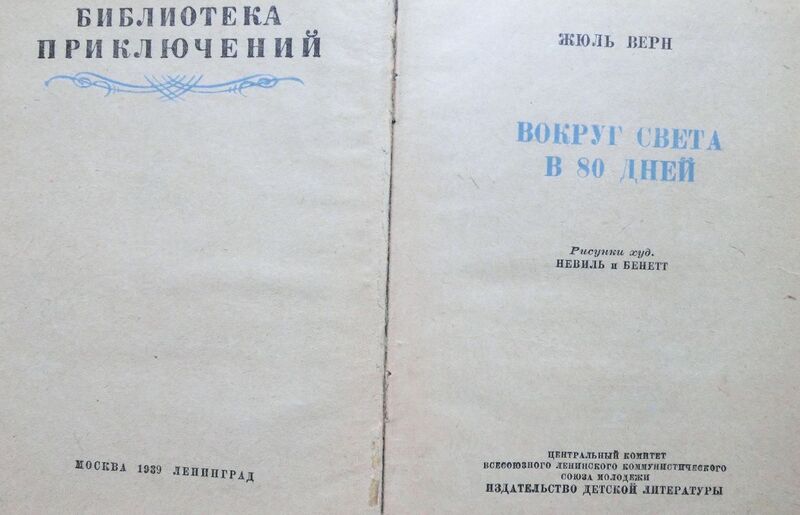 БИБЛИОТЕКА
ПРИКЛЮЧЕНИЙ
МОСКВА 1939 ЛЕНИНГРАД
ЖЮЛЬ ВЕРН
ВОКРУГ СВЕТА
В 80 ДНЕЙ
Рисунки худ.
НЕВИЛЬ и БЕНЕТТ
ЦЕНТРАЛЬНЫЙ КОМИТЕТ
ВСЕСОЮЗНОГО ЛЕНИНСКОГО КОММУНИСТИЧЕСКОГО
СОЮЗА МОЛОДЕЖИ
ИЗДАТЕЛЬСТВО ДЕТСКОЙ ЛИТЕРАТУРЫ